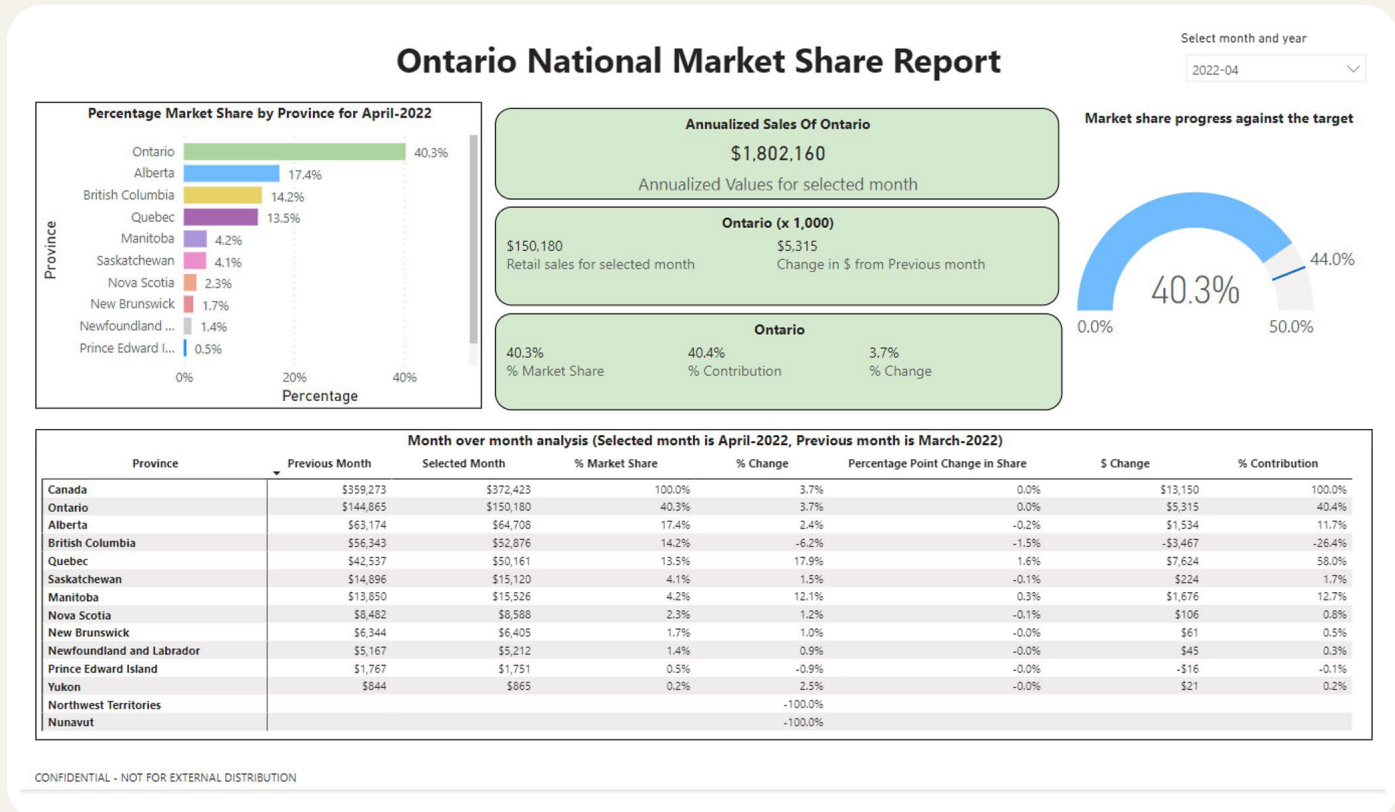 Ontario National Market Share Report
Select month and year
2022-04
Percentage Market Share by Province for April-2022
Province
Ontario 40.3%
Alberta 17.4%
British Columbia 14.2%
Quebec 13.5%
Manitoba 4.2%
Saskatchewan 4.1%
Nova Scotia 2.3%
New Brunswick 1.7%
Newfoundland ... 1.4%
Prince Edward I... 0.5%
0% 20% 40%
Percentage
Annualized Sales Of Ontario
$1,802,160
Annualized Values for selected month
Ontario (x 1,000)
$150,180 $5,315
Retail sales for selected month Change in $ from Previous month
Ontario
40.3% 40.4% 3.7%
% Market Share % Contribution % Change
Market share progress against the target
44.0%
40.3%
0.0% 50.0%
Month over month analysis (Selected month is April-2022, Previous month is March-2022)
Province Previous Month Selected Month % Market Share % Change Percentage Point Change in Share $ Change % Contribution
Canada $359,273 $372,423 100.0% 3.7% 0.0% $13,150 100.0%
Ontario $144,865 $150,180 40.3% 3.7% 0.0% $5,315 40.4%
Alberta $63,174 $64,708 17.4% 2.4% -0.2% $1,534 11.7%
British Columbia $56,343 $52,876 14.2% -6.2% -1.5% -$3,467 -26.4%
Quebec $42,537 $50,161 13.5% 17.9% 1.6% $7,624 58.0%
Saskatchewan $14,896 $15,120 4.1% 1.5% -0.1% $224 1.7%
Manitoba $13,850 $15,526 4.2% 12.1% 0.3% $1,676 12.7%
Nova Scotia $8,482 $8,588 2.3% 1.2% -0.1% $106 0.8%
New Brunswick $6,344 $6,405 1.7% 1.0% -0.0% $61 0.5%
Newfoundland and Labrador $5,167 $5,212 1.4% 0.9% -0.0% $45 0.3%
Prince Edward Island $1,767 $1,751 0.5% -0.9% -0.0% -$16 -0.1%
Yukon $844 $865 0.2% 2.5% -0.0% $21 0.2%
Northwest Territories -100.0%
Nunavut -100.0%
CONFIDENTIAL - NOT FOR EXTERNAL DISTRIBUTION